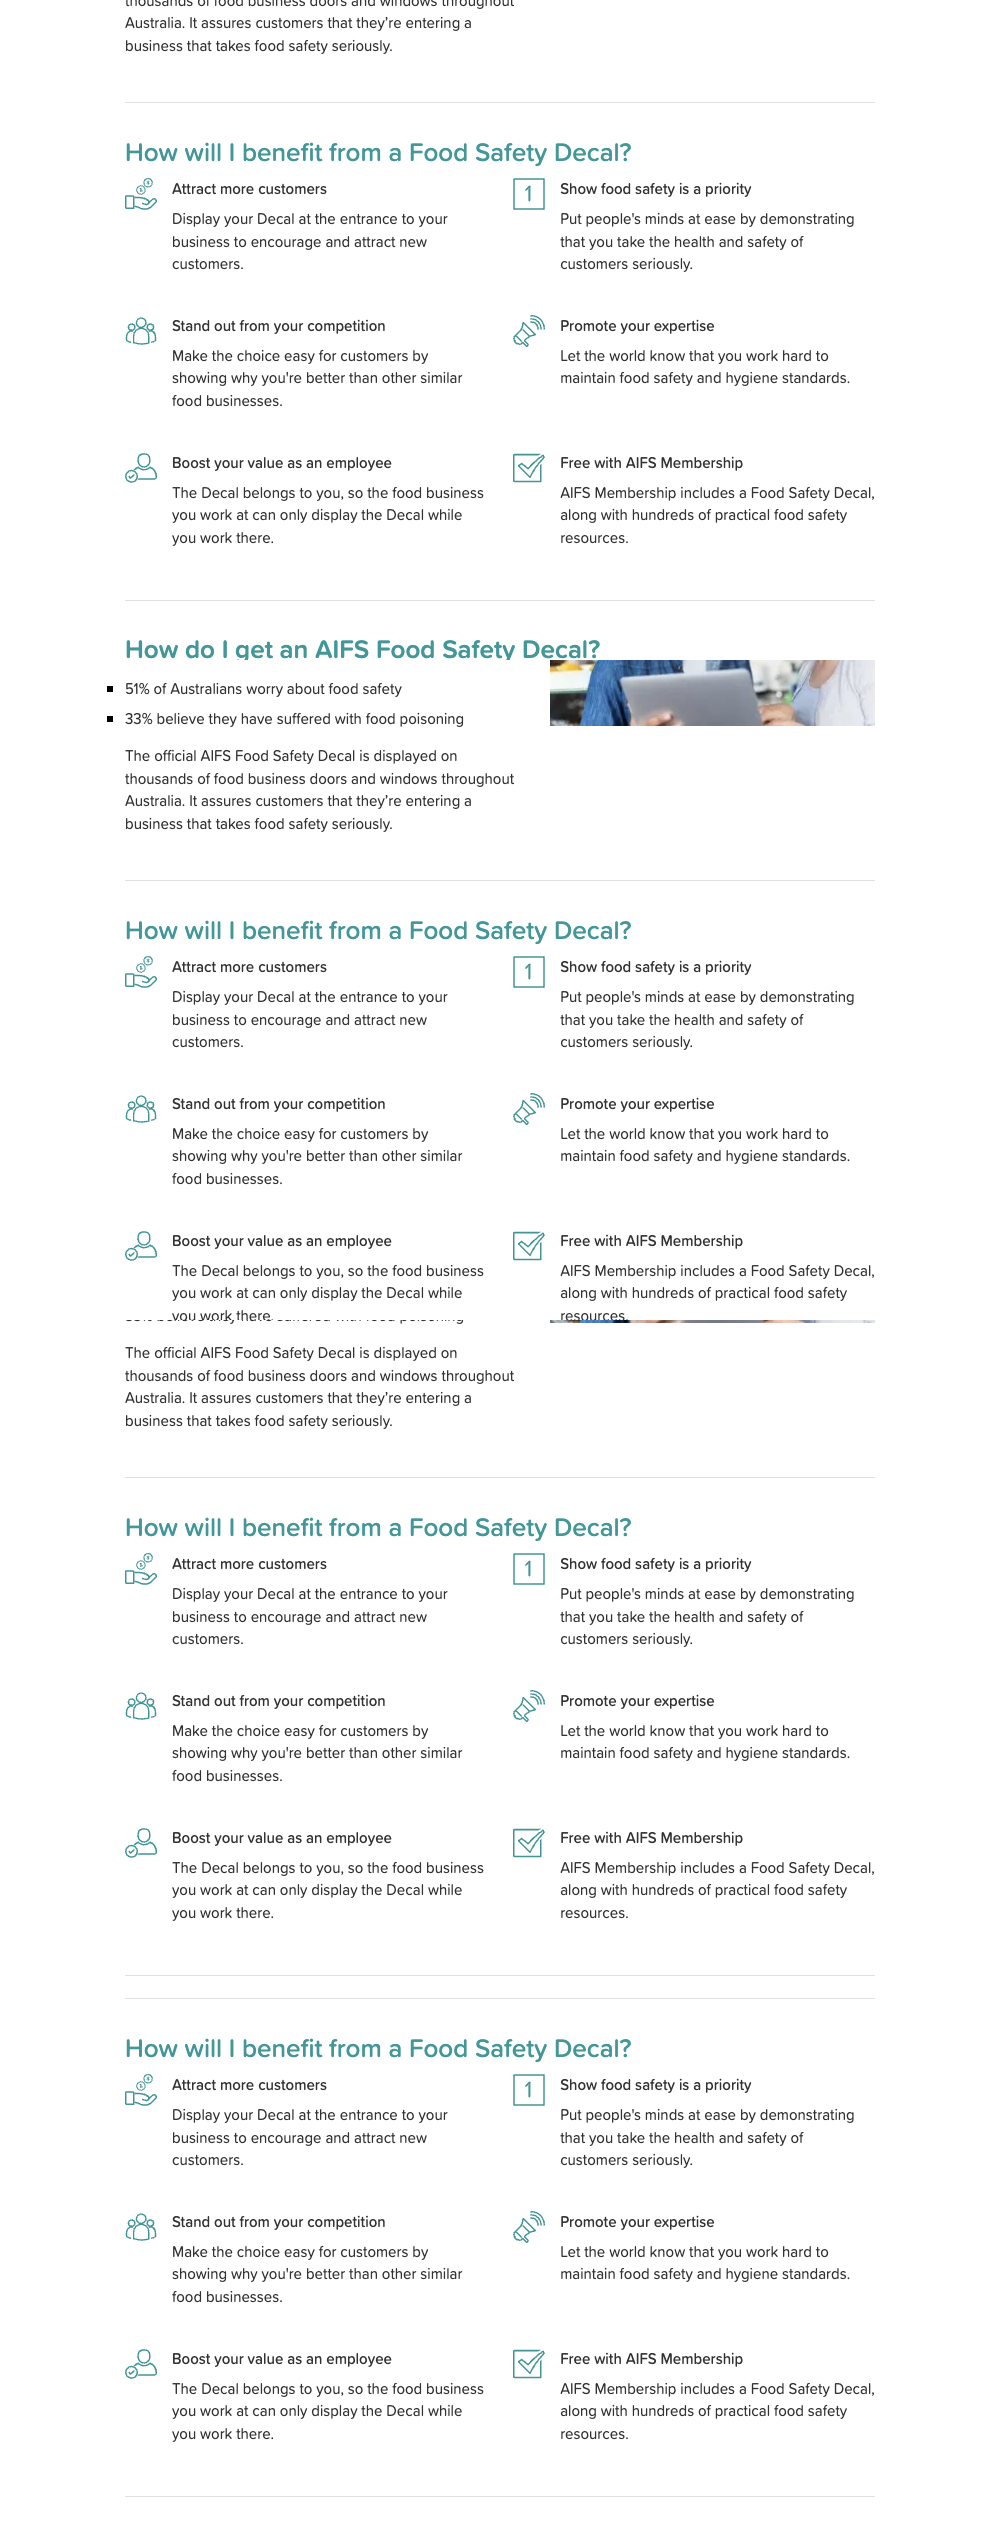 thousands of food business doors and windows throughout
Australia. It assures customers that they're entering a
business that takes food safety seriously.
How will I benefit from a Food Safety Decal?
Attract more customers
Display your Decal at the entrance to your
business to encourage and attract new
customers.
1
Show food safety is a priority
Put people's minds at ease by demonstrating
that you take the health and safety of
customers seriously.
Stand out from your competition
Make the choice easy for customers by
showing why you're better than other similar
food businesses.
Promote your expertise
Let the world know that you work hard to
maintain food safety and hygiene standards.
Boost your value as an employee
The Decal belongs to you, so the food business
you work at can only display the Decal while
you work there.
Free with AIFS Membership
AIFS Membership includes a Food Safety Decal,
along with hundreds of practical food safety
resources.
How do I get an AIFS Food Safety Decal?
51% of Australians worry about food safety
33% believe they have suffered with food poisoning
The official AIFS Food Safety Decal is displayed on
thousands of food business doors and windows throughout
Australia. It assures customers that they're entering a
business that takes food safety seriously.
How will I benefit from a Food Safety Decal?
Attract more customers
Display your Decal at the entrance to your
business to encourage and attract new
customers.
1
Show food safety is a priority
Put people's minds at ease by demonstrating
that you take the health and safety of
customers seriously.
Stand out from your competition
Make the choice easy for customers by
showing why you're better than other similar
food businesses.
Promote your expertise
Let the world know that you work hard to
maintain food safety and hygiene standards.
Boost your value as an employee
The Decal belongs to you, so the food business
you work at can only display the Decal while
you work there.
Free with AIFS Membership
AIFS Membership includes a Food Safety Decal,
along with hundreds of practical food safety
resources.
suffered with food poisoning
The official AIFS Food Safety Decal is displayed on
thousands of food business doors and windows throughout
Australia. It assures customers that they're entering a
business that takes food safety seriously.
How will I benefit from a Food Safety Decal?
Attract more customers
Display your Decal at the entrance to your
business to encourage and attract new
customers.
1
Show food safety is a priority
Put people's minds at ease by demonstrating
that you take the health and safety of
customers seriously.
Stand out from your competition
Make the choice easy for customers by
showing why you're better than other similar
food businesses.
Promote your expertise
Let the world know that you work hard to
maintain food safety and hygiene standards.
Boost your value as an employee
The Decal belongs to you, so the food business
you work at can only display the Decal while
you work there.
Free with AIFS Membership
AIFS Membership includes a Food Safety Decal,
along with hundreds of practical food safety
resources.
How will I benefit from a Food Safety Decal?
Attract more customers
Display your Decal at the entrance to your
business to encourage and attract new
customers.
1
Show food safety is a priority
Put people's minds at ease by demonstrating
that you take the health and safety of
customers seriously.
Stand out from your competition
Make the choice easy for customers by
showing why you're better than other similar
food businesses.
Promote your expertise
Let the world know that you work hard to
maintain food safety and hygiene standards.
Boost your value as an employee
The Decal belongs to you, so the food business
you work at can only display the Decal while
you work there.
Free with AIFS Membership
AIFS Membership includes a Food Safety Decal,
along with hundreds of practical food safety
resources.